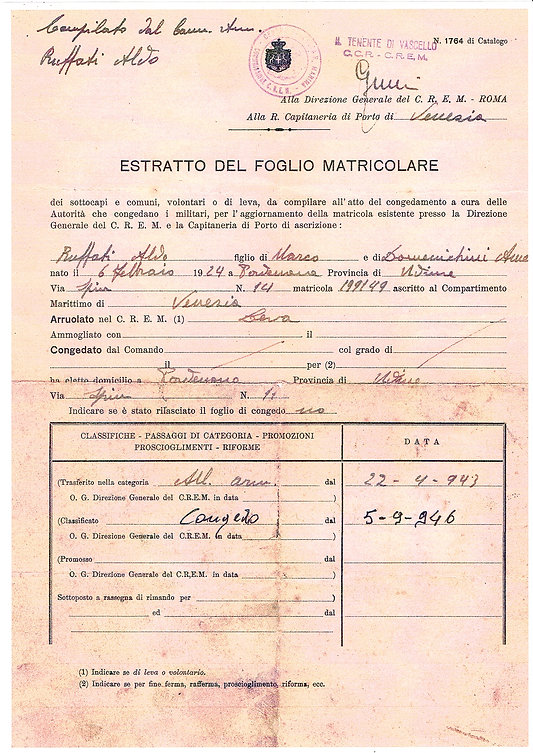 Compilato dal Cann. Arm.
Ruffati Aldo
IL TENENTE DI VASCELLO
C.C.R. - C.R.E.M.
N. 1764 di Catalogo
Alla Direzione Generale del C. R. E. M. - ROMA
Alla R. Capitaneria di Porto di Venezia
ESTRATTO DEL FOGLIO MATRICOLARE
dei sottocapi e comuni, volontari o di leva, da compilare all'atto del congedamento a cura delle
Autorità che congedano i militari, per l'aggiornamento della matricola esistente presso la Direzione
Generale del C. R. E. M. e la Capitaneria di Porto di ascrizione:
Ruffati Aldo figlio di Marco e di Domenichini Anna
nato il 6 febbraio 1924 a Pordenone Provincia di Udine
Via N. 14 matricola 199149 ascritto al Compartimento
Marittimo di Venezia
Arruolato nel C. R. E. M. (1) Leva
Ammogliato con il
Congedato dal Comando col grado di
il per (2)
ha eletto domicilio a Pordenone Provincia di Udine
Via N.
Indicare se è stato rilasciato il foglio di congedo no
CLASSIFICHE - PASSAGGI DI CATEGORIA - PROMOZIONI
PROSCIOGLIMENTI - RIFORME
DATA
(Trasferito nella categoria All. arm. dal 22-4-943
O. G. Direzione Generale del C.R.E.M. in data )
(Classificato Congedo dal 5-9-946
O. G. Direzione Generale del C.R.E.M. in data )
(Promosso dal
O. G. Direzione Generale del C.R.E.M. in data )
Sottoposto a rassegna di rimando per )
ed dal
(1) Indicare se di leva o volontario.
(2) Indicare se per fine ferma, rafferma, proscioglimento, riforma, ecc.